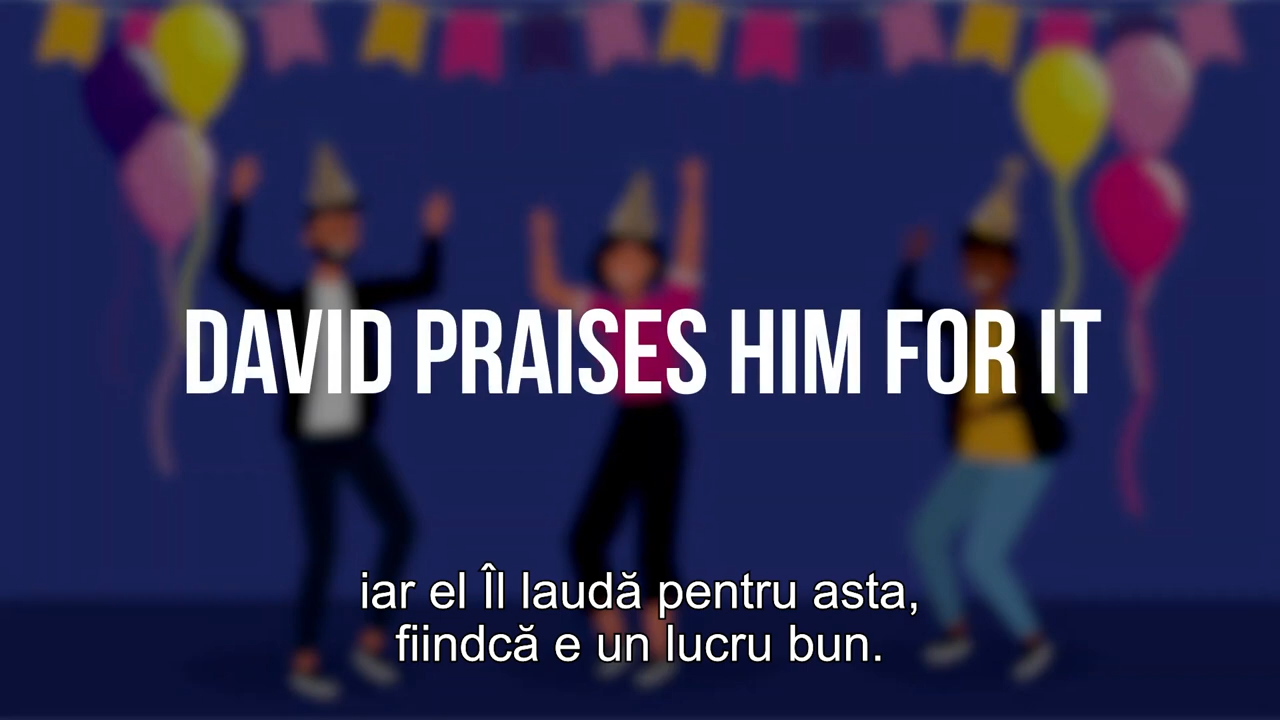 DAVID PRAISES HIM FOR IT
iar el Îl laudă pentru asta,
fiindcă e un lucru bun.